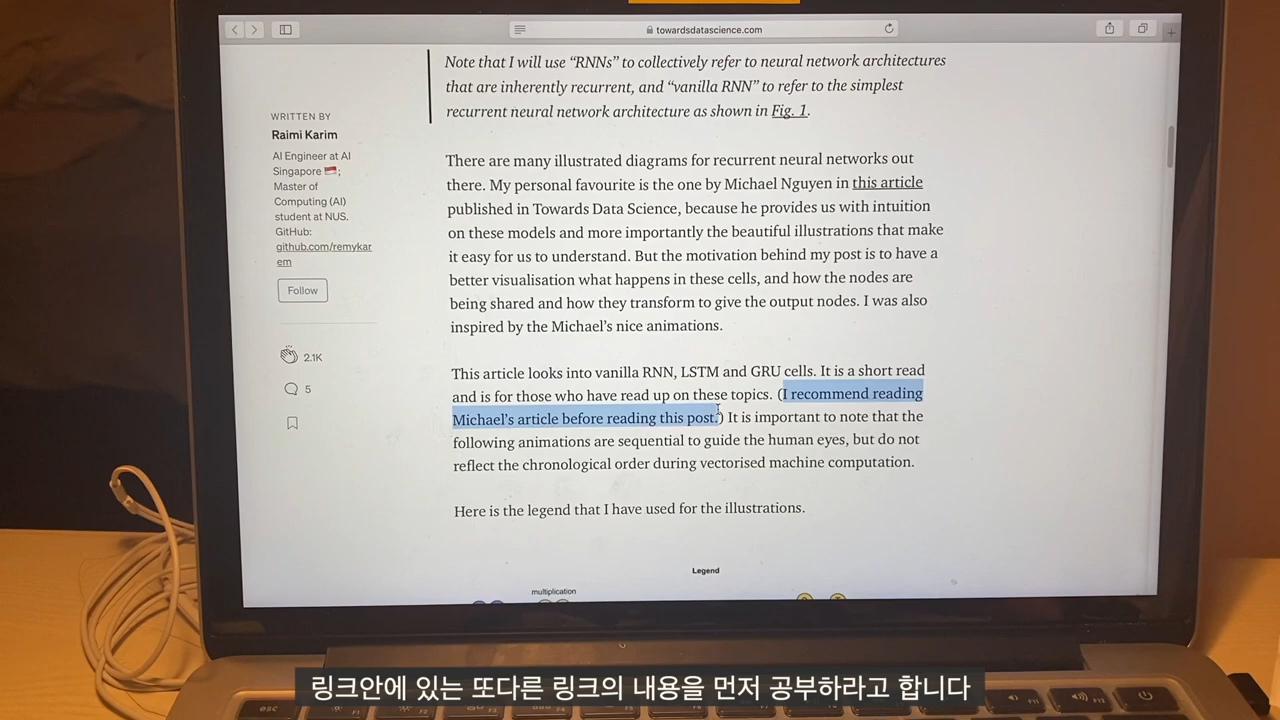 towardsdatascience.com
Note that I will use “RNNs” to collectively refer to neural network architectures
that are inherently recurrent, and “vanilla RNN” to refer to the simplest
recurrent neural network architecture as shown in Fig. 1.
WRITTEN BY
Raimi Karim
AI Engineer at AI
Singapore 🇸🇬;
Master of
Computing (AI)
student at NUS.
GitHub:
github.com/remykar
em
Follow
2.1K
5
There are many illustrated diagrams for recurrent neural networks out
there. My personal favourite is the one by Michael Nguyen in this article
published in Towards Data Science, because he provides us with intuition
on these models and more importantly the beautiful illustrations that make
it easy for us to understand. But the motivation behind my post is to have a
better visualisation what happens in these cells, and how the nodes are
being shared and how they transform to give the output nodes. I was also
inspired by the Michael’s nice animations.
This article looks into vanilla RNN, LSTM and GRU cells. It is a short read
and is for those who have read up on these topics. (I recommend reading
Michael’s article before reading this post.) It is important to note that the
following animations are sequential to guide the human eyes, but do not
reflect the chronological order during vectorised machine computation.
Here is the legend that I have used for the illustrations.
Legend
multiplication
링크안에 있는 또다른 링크의 내용을 먼저 공부하라고 합니다
esc